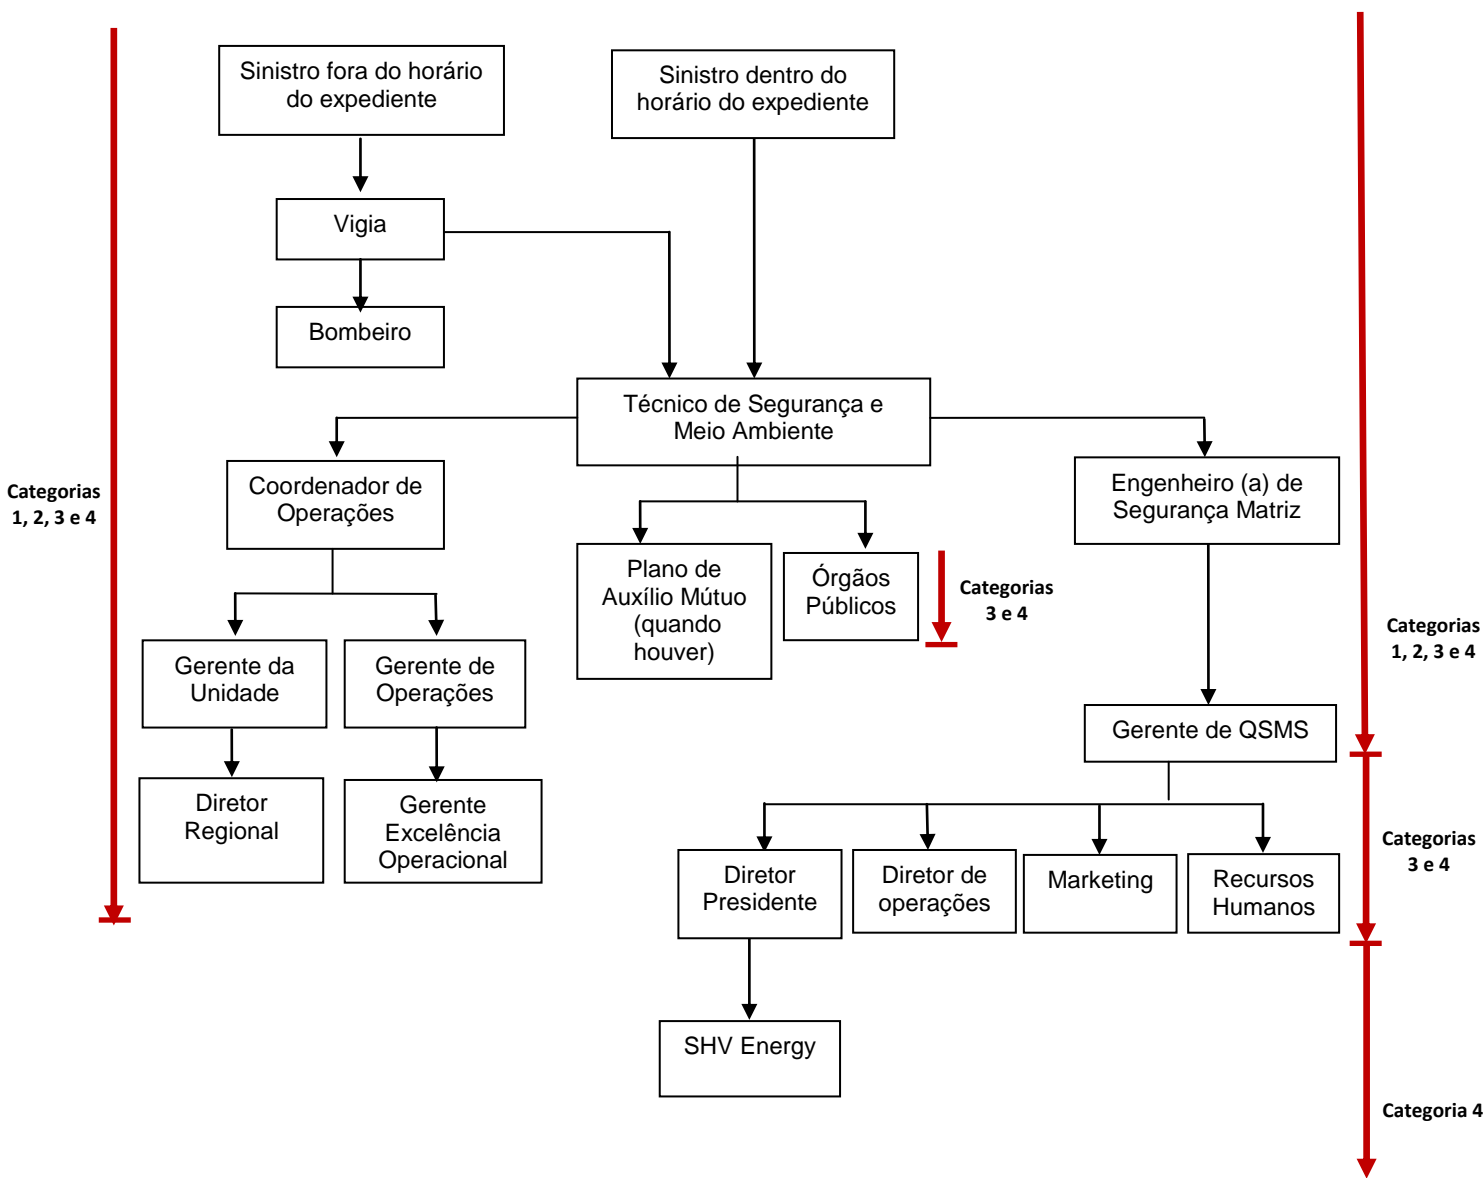 Sinistro fora do horário
do expediente
Sinistro dentro do
horário do expediente
Vigia
Bombeiro
Técnico de Segurança e
Meio Ambiente
Categorias
1, 2, 3 e 4
Coordenador de
Operações
Engenheiro (a) de
Segurança Matriz
Plano de
Auxílio Mútuo
(quando
houver)
Órgãos
Públicos
Categorias
3 e 4
Categorias
1, 2, 3 e 4
Gerente da
Unidade
Gerente de
Operações
Gerente de QSMS
Diretor
Regional
Gerente
Excelência
Operacional
Categorias
3 e 4
Diretor
Presidente
Diretor de
operações
Marketing
Recursos
Humanos
SHV Energy
Categoria 4